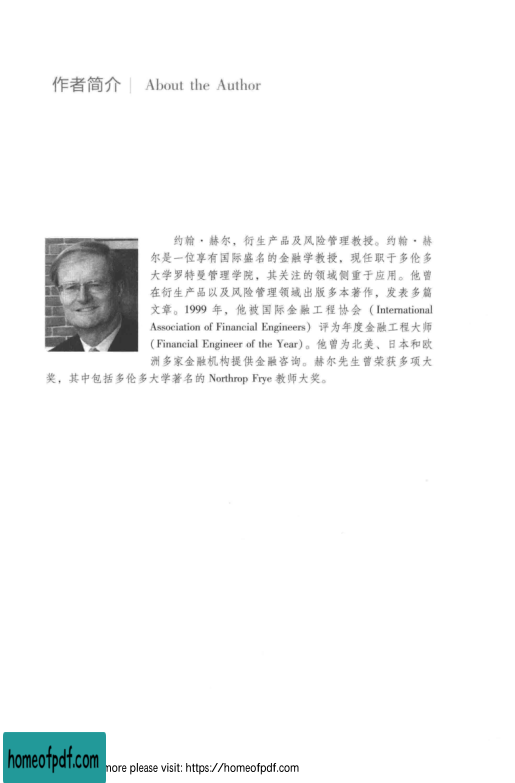 作者简介 | About the Author
约翰·赫尔，衍生产品及风险管理教授。约翰·赫
尔是一位享有国际盛名的金融学教授，现任职于多伦多
大学罗特曼管理学院，其关注的领域侧重于应用。他曾
在衍生产品以及风险管理领域出版多本著作，发表多篇
文章。1999 年，他被国际金融工程协会（International
Association of Financial Engineers）评为年度金融工程大师
（Financial Engineer of the Year）。他曾为北美、日本和欧
洲多家金融机构提供金融咨询。赫尔先生曾荣获多项大
奖，其中包括多伦多大学著名的 Northrop Frye 教师大奖。
homeofpdf.com more please visit: https://homeofpdf.com